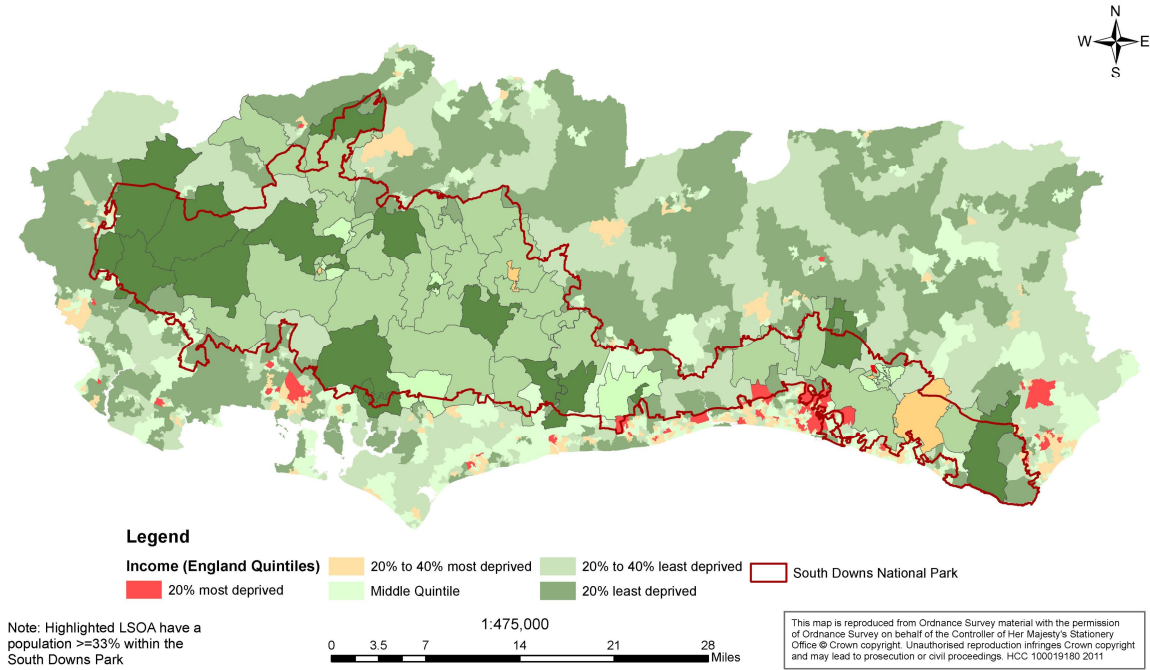 N
W E
S
Legend
Income (England Quintiles)
20% most deprived
20% to 40% most deprived
Middle Quintile
20% to 40% least deprived
20% least deprived
South Downs National Park
Note: Highlighted LSOA have a
population >=33% within the
South Downs Park
1:475,000
0 3.5 7 14 21 28
Miles
This map is reproduced from Ordnance Survey material with the permission
of Ordnance Survey on behalf of the Controller of Her Majesty's Stationery
Office © Crown copyright. Unauthorised reproduction infringes Crown copyright
and may lead to prosecution or civil proceedings. HCC 100019180 2011